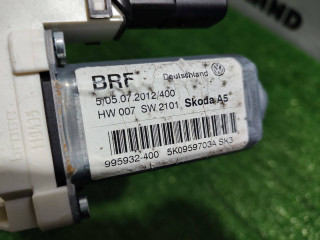 BRF Deutschland
5/05.07.2012/400
HW 007 SW 2101 Skoda A5
995932-400 5K0959703A SK3